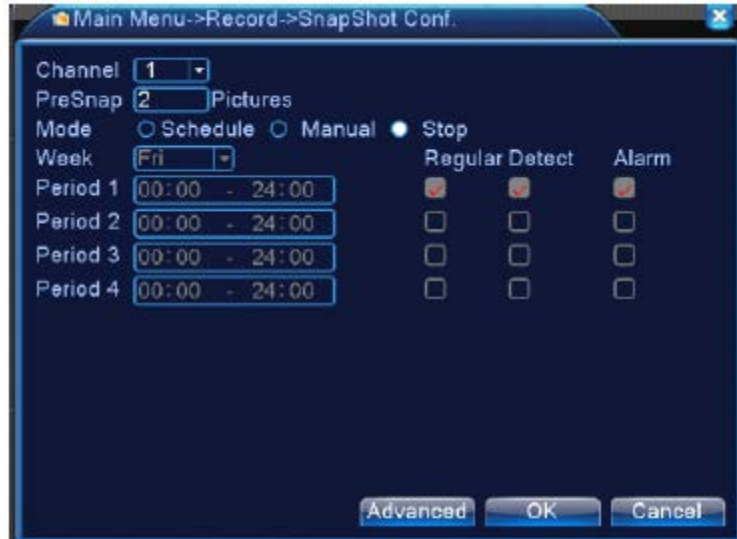 Main Menu->Record->SnapShot Conf.
Channel 1
PreSnap 2 Pictures
Mode Schedule Manual Stop
Week Fri Regular Detect Alarm
Period 1 00:00 - 24:00
Period 2 00:00 - 24:00
Period 3 00:00 - 24:00
Period 4 00:00 - 24:00
Advanced OK Cancel